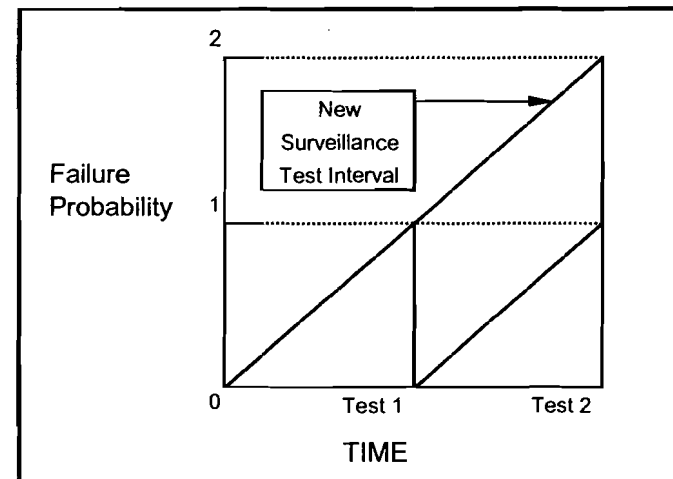 2
New
Surveillance
Test Interval
Failure
Probability
1
0
Test 1
Test 2
TIME